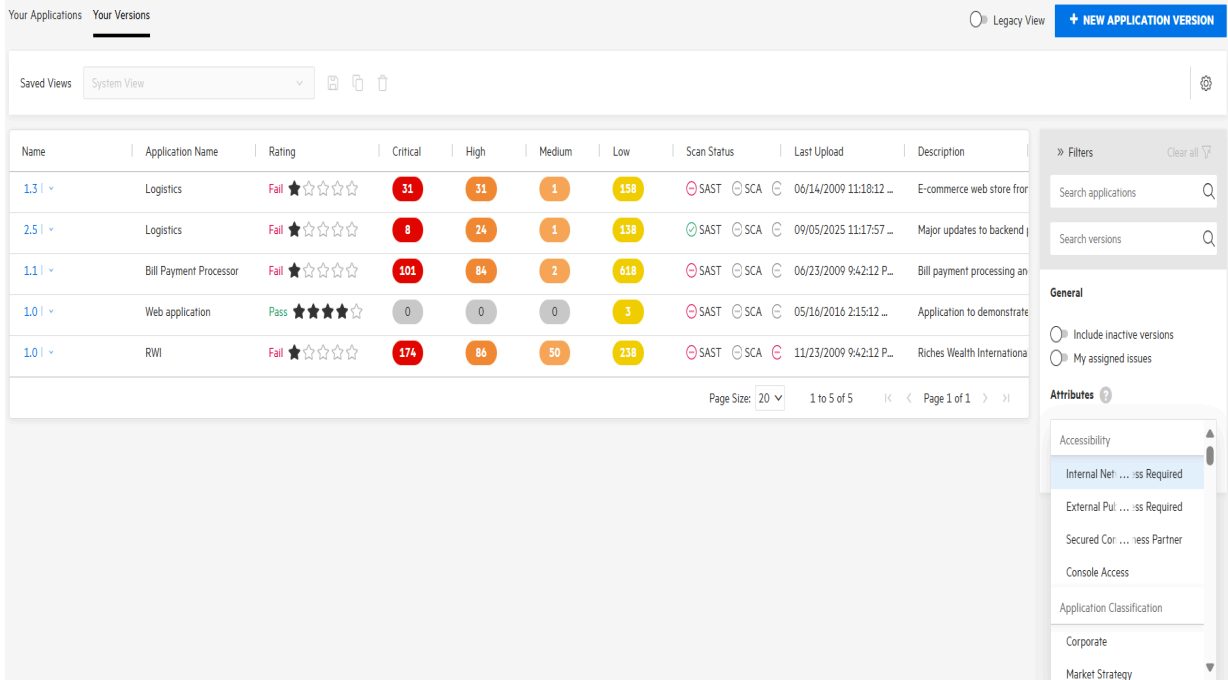 Your Applications Your Versions Legacy View + NEW APPLICATION VERSION
Saved Views System View
Name Application Name Rating Critical High Medium Low Scan Status Last Upload Description
1.3 Logistics Fail 31 31 1 158 SAST SCA 06/14/2009 11:18:12 ... E-commerce web store fror
2.5 Logistics Fail 8 24 1 138 SAST SCA 09/05/2025 11:17:57 ... Major updates to backend
1.1 Bill Payment Processor Fail 101 84 2 618 SAST SCA 06/23/2009 9:42:12 P... Bill payment processing an
1.0 Web application Pass 0 0 0 3 SAST SCA 05/16/2016 2:15:12 ... Application to demonstrate
1.0 RWI Fail 174 86 50 238 SAST SCA 11/23/2009 9:42:12 P... Riches Wealth Internationa
Page Size: 20 1 to 5 of 5 Page 1 of 1
» Filters Clear all
Search applications
Search versions
General
Include inactive versions
My assigned issues
Attributes ?
Accessibility
Internal Net ... ess Required
External Pu ... ess Required
Secured Cor ... ness Partner
Console Access
Application Classification
Corporate
Market Strategy